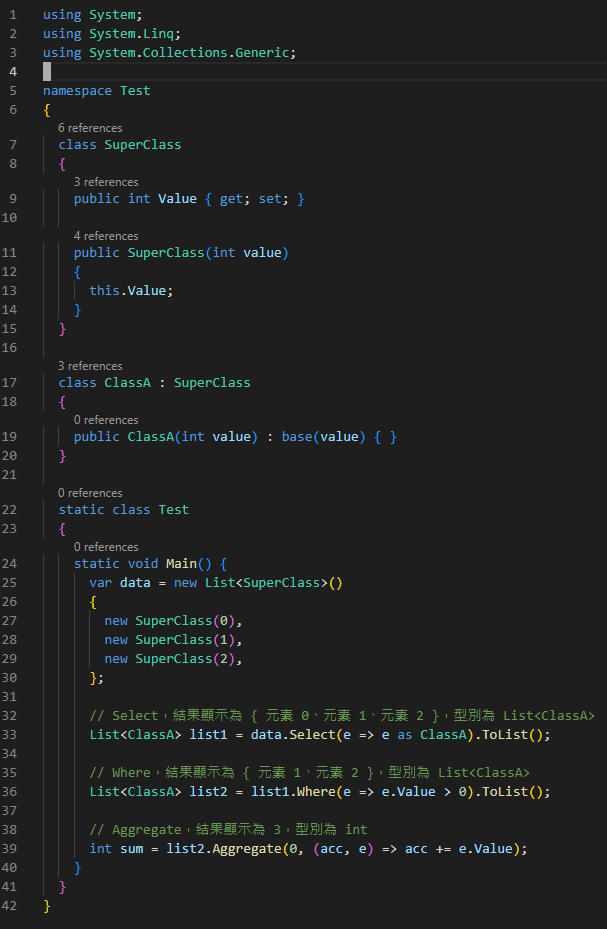 1 using System;
2 using System.Linq;
3 using System.Collections.Generic;
4
5 namespace Test
6 {
6 references
7 class SuperClass
8 {
3 references
9 public int Value { get; set; }
10
4 references
11 public SuperClass(int value)
12 {
13 this.Value;
14 }
15 }
16
3 references
17 class ClassA : SuperClass
18 {
0 references
19 public ClassA(int value) : base(value) { }
20 }
21
0 references
22 static class Test
23 {
0 references
24 static void Main() {
25 var data = new List<SuperClass>()
26 {
27 new SuperClass(0),
28 new SuperClass(1),
29 new SuperClass(2),
30 };
31
32 // Select，結果顯示為 { 元素 0、元素 1、元素 2 }，型別為 List<ClassA>
33 List<ClassA> list1 = data.Select(e => e as ClassA).ToList();
34
35 // Where，結果顯示為 { 元素 1、元素 2 }，型別為 List<ClassA>
36 List<ClassA> list2 = list1.Where(e => e.Value > 0).ToList();
37
38 // Aggregate，結果顯示為 3，型別為 int
39 int sum = list2.Aggregate(0, (acc, e) => acc += e.Value);
40 }
41 }
42 }